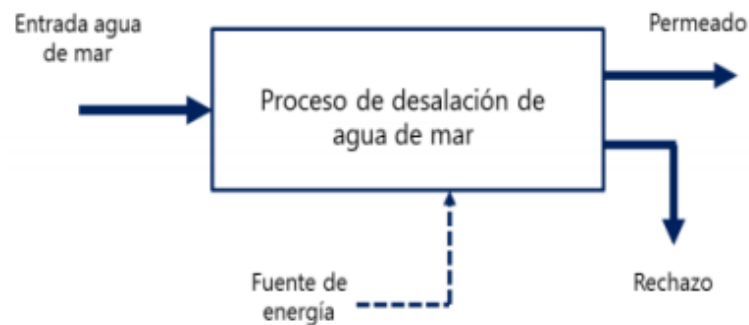 Entrada agua
de mar
Permeado
Proceso de desalación de
agua de mar
Fuente de
energía
Rechazo